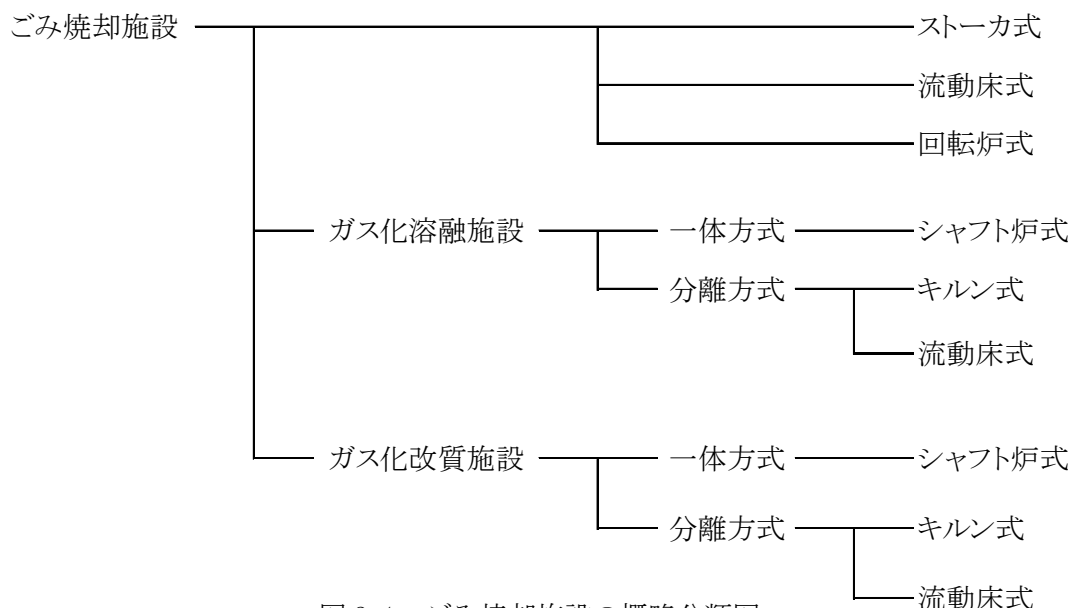 ごみ焼却施設 ストーカ式
流動床式
回転炉式
ガス化溶融施設 一体方式 シャフト炉式
分離方式 キルン式
流動床式
ガス化改質施設 一体方式 シャフト炉式
分離方式 キルン式
流動床式
ごみ焼却施設の概略分類図